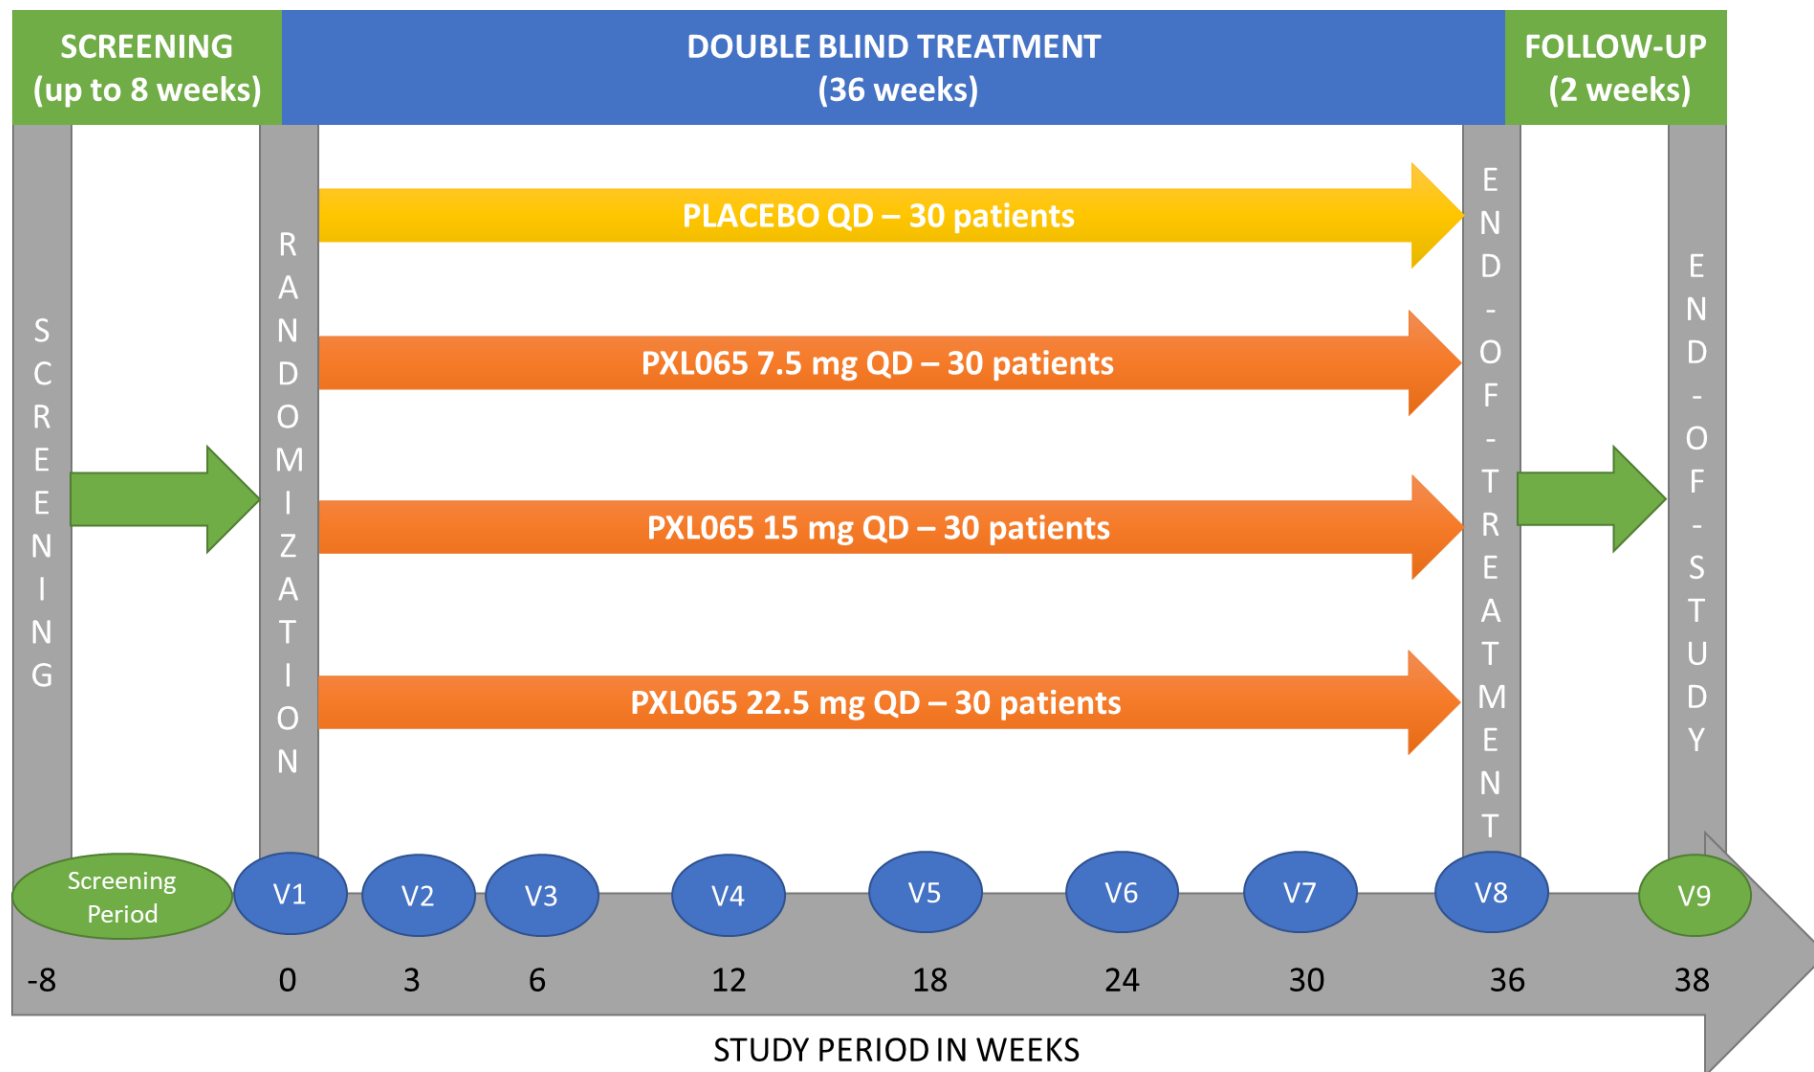 SCREENING
(up to 8 weeks)
DOUBLE BLIND TREATMENT
(36 weeks)
FOLLOW-UP
(2 weeks)
SCREENING
RANDOMIZATION
PLACEBO QD – 30 patients
PXL065 7.5 mg QD – 30 patients
PXL065 15 mg QD – 30 patients
PXL065 22.5 mg QD – 30 patients
END-OF-TREATMENT
END-OF-STUDY
Screening
Period
V1 V2 V3 V4 V5 V6 V7 V8 V9
-8 0 3 6 12 18 24 30 36 38
STUDY PERIOD IN WEEKS